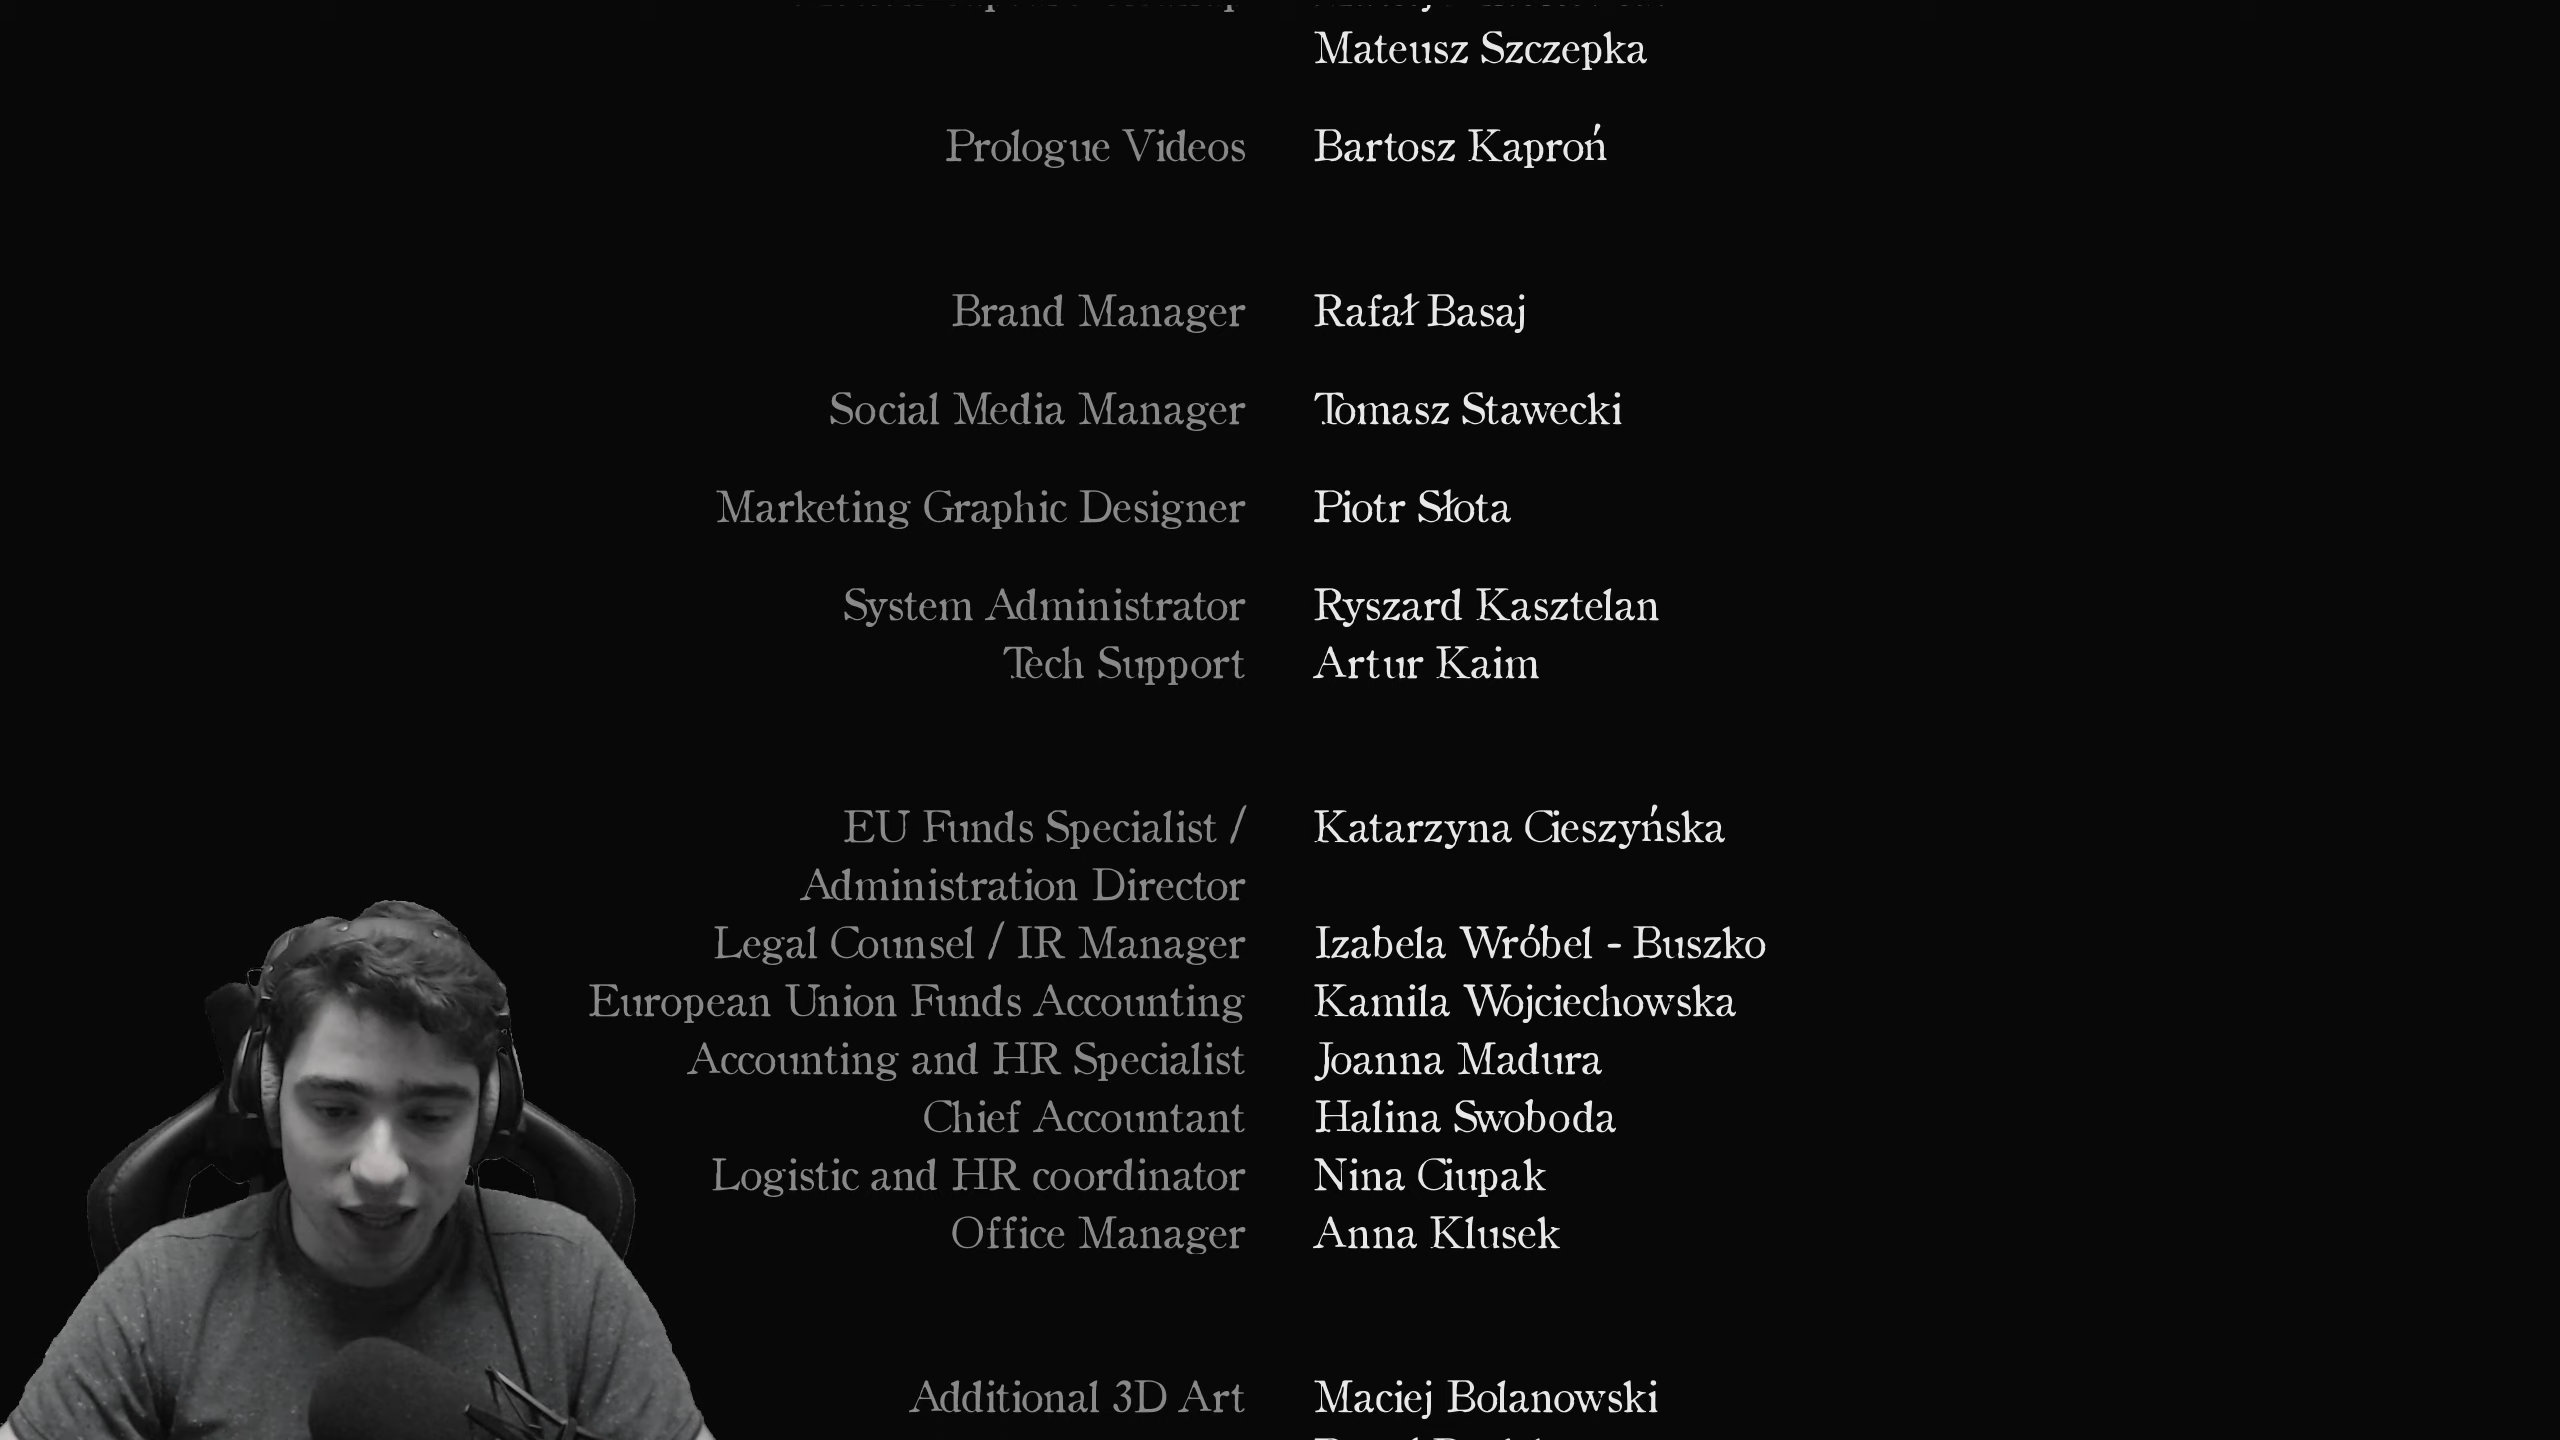 Mateusz Szczepka
Prologue Videos Bartosz Kaproń
Brand Manager Rafał Basaj
Social Media Manager Tomasz Stawecki
Marketing Graphic Designer Piotr Słota
System Administrator Ryszard Kasztelan
Tech Support Artur Kaim
EU Funds Specialist / Katarzyna Cieszyńska
Administration Director
Legal Counsel / IR Manager Izabela Wróbel - Buszko
European Union Funds Accounting Kamila Wojciechowska
Accounting and HR Specialist Joanna Madura
Chief Accountant Halina Swoboda
Logistic and HR coordinator Nina Ciupak
Office Manager Anna Klusek
Additional 3D Art Maciej Bolanowski